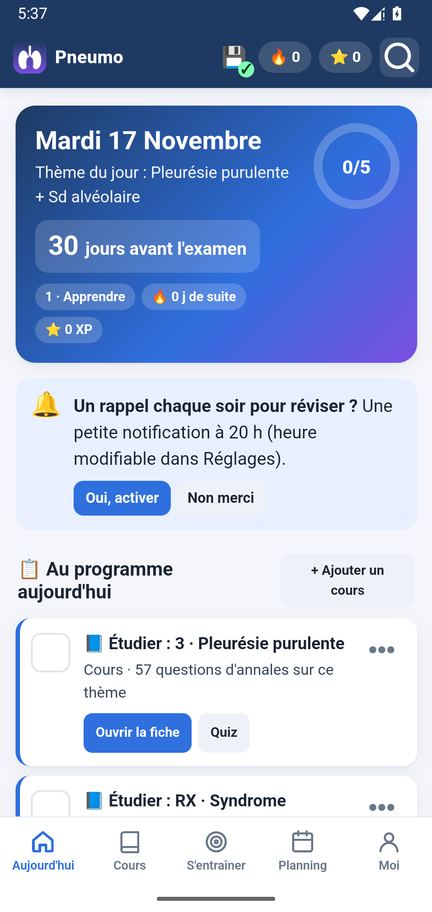 5:37
Pneumo
0
0
Mardi 17 Novembre
Thème du jour : Pleurésie purulente
+ Sd alvéolaire
0/5
30 jours avant l'examen
1 · Apprendre
0 j de suite
0 XP
Un rappel chaque soir pour réviser ? Une
petite notification à 20 h (heure
modifiable dans Réglages).
Oui, activer
Non merci
Au programme
aujourd'hui
+ Ajouter un
cours
Étudier : 3 · Pleurésie purulente
Cours · 57 questions d'annales sur ce
thème
Ouvrir la fiche
Quiz
Étudier : RX · Syndrome
Aujourd'hui
Cours
S'entraîner
Planning
Moi